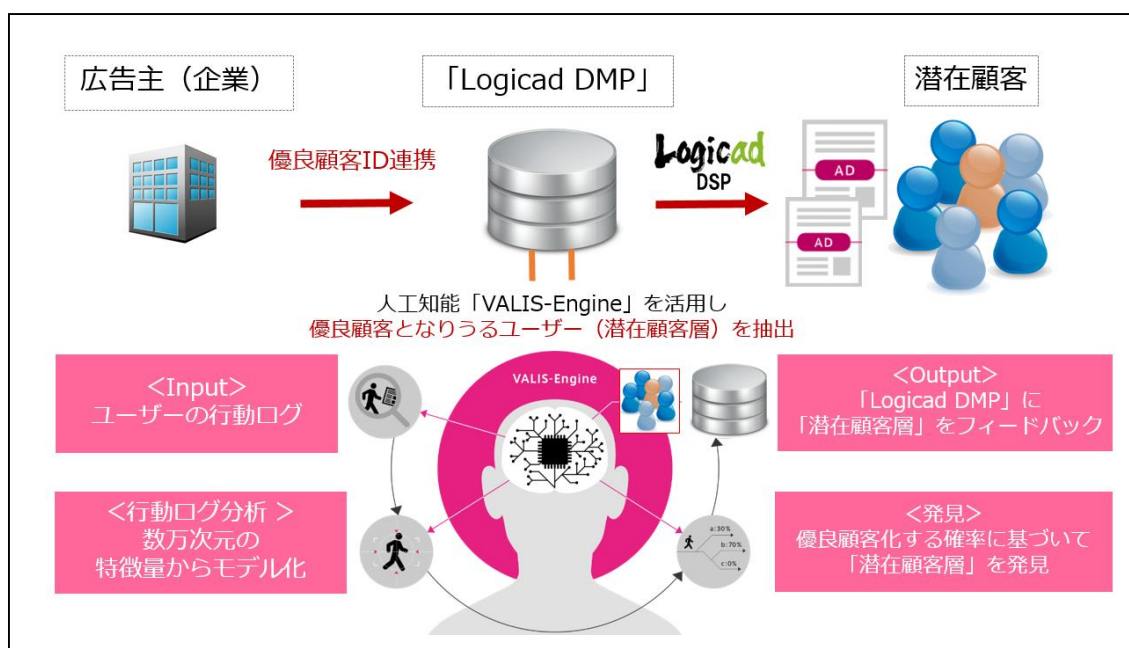 広告主（企業）
「Logicad DMP」
潜在顧客
優良顧客ID連携
Logicad
DSP
AD
AD
人工知能「VALIS-Engine」を活用し
優良顧客となりうるユーザー（潜在顧客層）を抽出
＜Input＞
ユーザーの行動ログ
VALIS-Engine
＜Output＞
「Logicad DMP」に
「潜在顧客層」をフィードバック
＜行動ログ分析 ＞
数万次元の
特徴量からモデル化
a:30%
b:70%
c:0%
＜発見＞
優良顧客化する確率に基づいて
「潜在顧客層」を発見